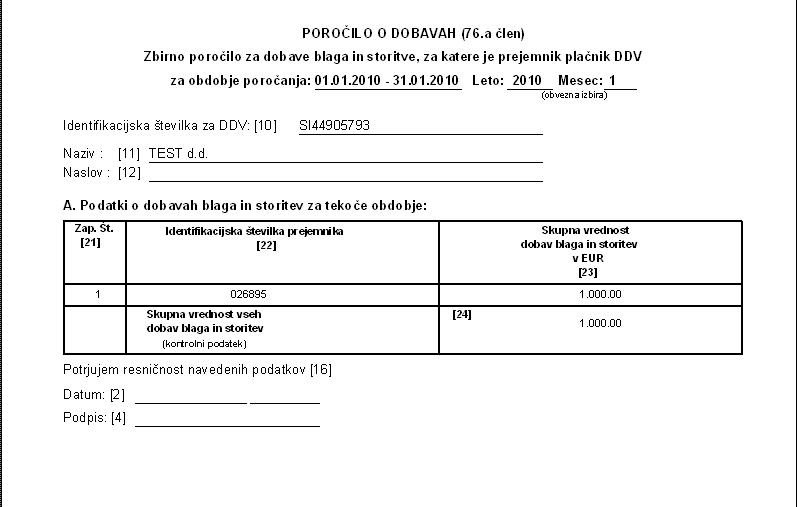 POROČILO O DOBAVAH (76.a člen)
Zbirno poročilo za dobave blaga in storitve, za katere je prejemnik plačnik DDV
za obdobje poročanja: 01.01.2010 - 31.01.2010 Leto: 2010 Mesec: 1
(obvezna izbira)
Identifikacijska številka za DDV: [10] SI44905793
Naziv : [11] TEST d.d.
Naslov : [12]
A. Podatki o dobavah blaga in storitev za tekoče obdobje:
Zap. Št.
[21]
Identifikacijska številka prejemnika
[22]
Skupna vrednost
dobav blaga in storitev
v EUR
[23]
1 026895 1.000.00
Skupna vrednost vseh
dobav blaga in storitev
(kontrolni podatek)
[24]
1.000.00
Potrjujem resničnost navedenih podatkov [16]
Datum: [2]
Podpis: [4]